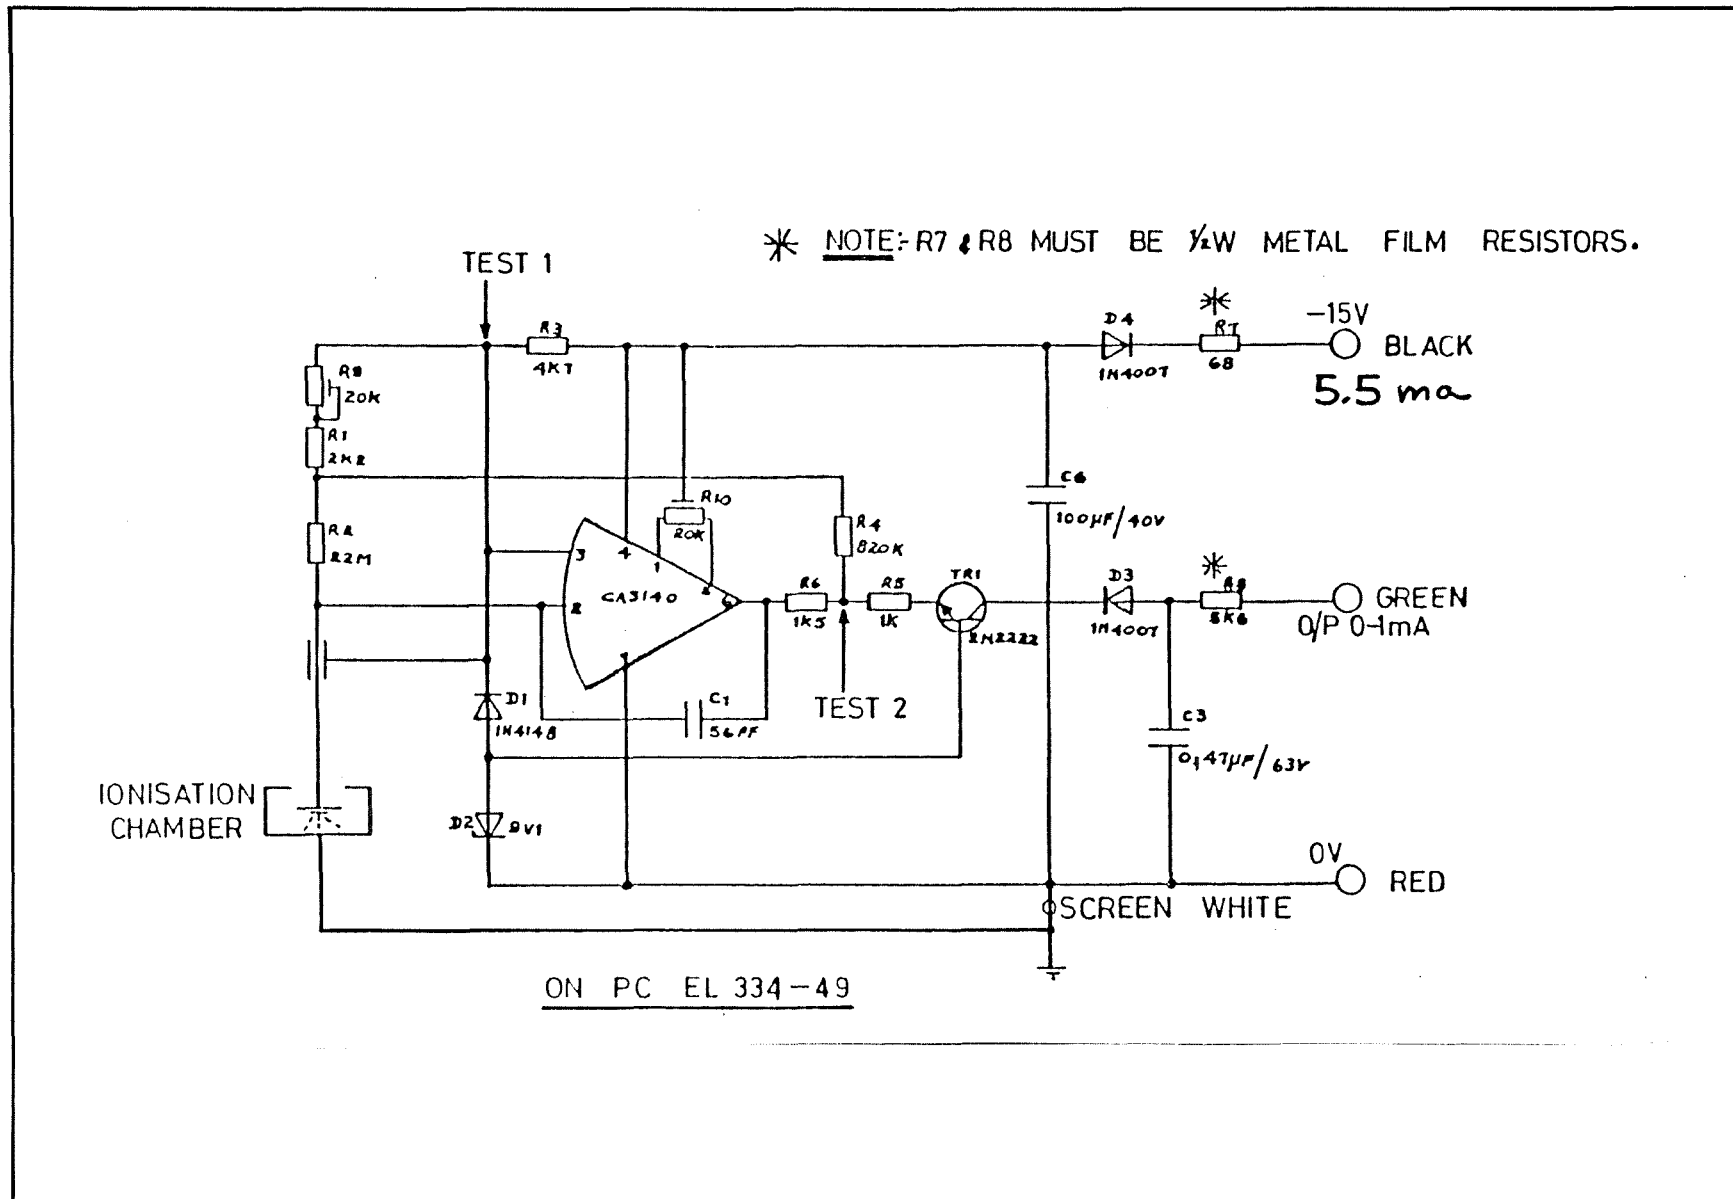 ✳ NOTE:- R7 & R8 MUST BE ½W METAL FILM RESISTORS.
TEST 1
R3
4K7
D4
1N4007
✳
R7
68
-15V
BLACK
5.5 ma
20K
R1
2K2
R2
22M
3
4
1
R10
20K
R4
820K
C6
100µF/40V
2
CA3140
6
R6
1K5
R5
1K
TR1
2N2222
D3
1N4007
✳
5K6
GREEN
O/P 0-1mA
TEST 2
D1
1N4148
C1
56PF
C3
0,47µF/63V
IONISATION
CHAMBER
D2
0V
RED
SCREEN WHITE
ON PC EL 334-49